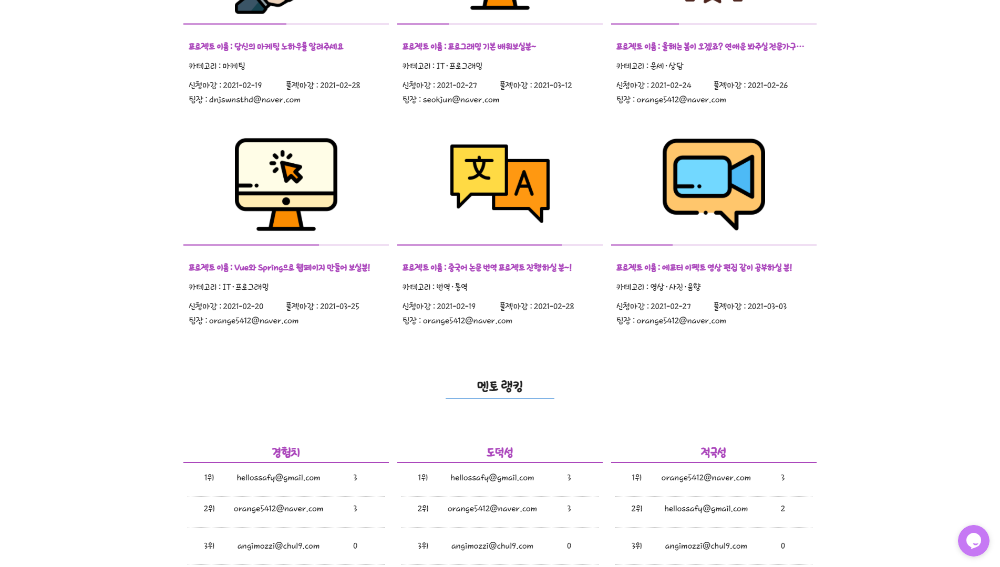 프로젝트 이름 : 당신의 마케팅 노하우를 알려주세요
카테고리 : 마케팅
신청마감 : 2021-02-19 플젝마감 : 2021-02-28
팀장 : dnjswnsthd@naver.com
프로젝트 이름 : 프로그래밍 기본 배워보실분~
카테고리 : IT·프로그래밍
신청마감 : 2021-02-27 플젝마감 : 2021-03-12
팀장 : seokjun@naver.com
프로젝트 이름 : 올해는 봄이 오겠죠? 연애운 봐주실 전문가구…
카테고리 : 운세·상담
신청마감 : 2021-02-24 플젝마감 : 2021-02-26
팀장 : orange5412@naver.com
文 A
프로젝트 이름 : Vue와 Spring으로 웹페이지 만들어 보실분!
카테고리 : IT·프로그래밍
신청마감 : 2021-02-20 플젝마감 : 2021-03-25
팀장 : orange5412@naver.com
프로젝트 이름 : 중국어 논문 번역 프로젝트 진행하실 분~!
카테고리 : 번역·통역
신청마감 : 2021-02-19 플젝마감 : 2021-02-28
팀장 : orange5412@naver.com
프로젝트 이름 : 에프터 이펙트 영상 편집 같이 공부하실 분!
카테고리 : 영상·사진·음향
신청마감 : 2021-02-27 플젝마감 : 2021-03-03
팀장 : orange5412@naver.com
멘토 랭킹
경험치
1위 hellossafy@gmail.com 3
2위 orange5412@naver.com 3
3위 angimozzi@chul9.com 0
도덕성
1위 hellossafy@gmail.com 3
2위 orange5412@naver.com 3
3위 angimozzi@chul9.com 0
적극성
1위 orange5412@naver.com 3
2위 hellossafy@gmail.com 2
3위 angimozzi@chul9.com 0